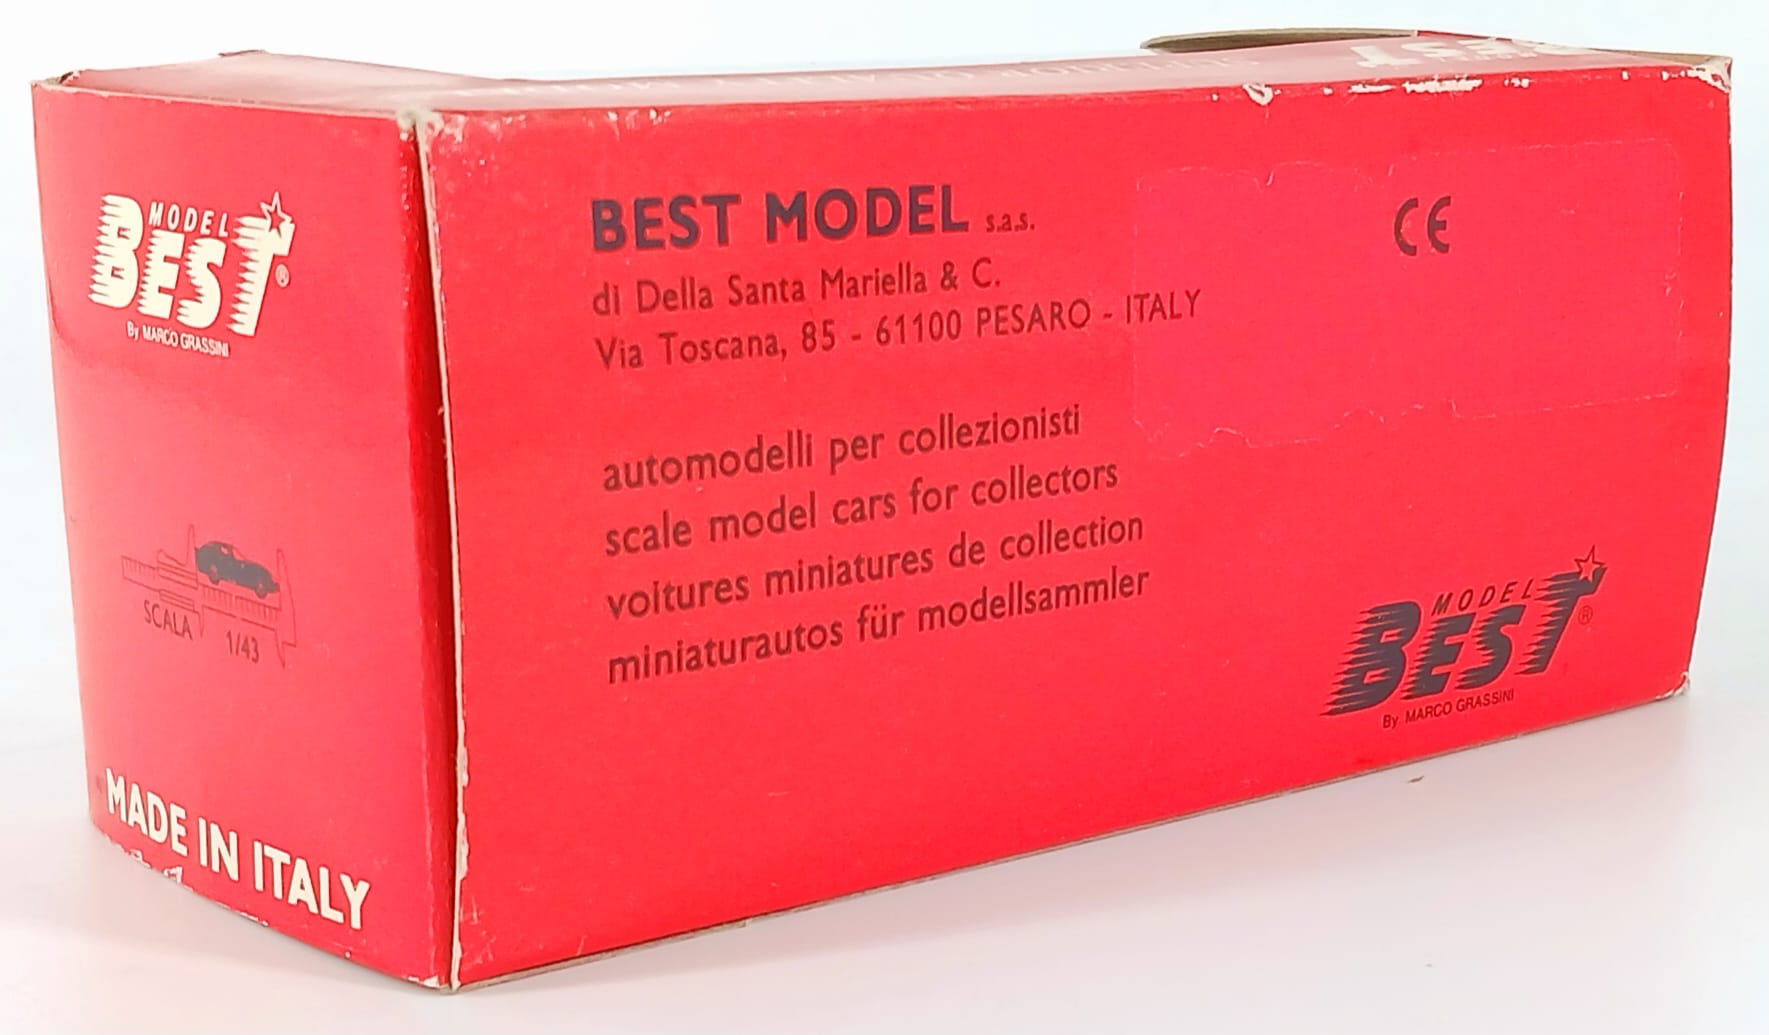 MODEL
BEST®
By MARCO GRASSINI
SCALA 1/43
MADE IN ITALY
BEST
BEST MODEL s.a.s.
di Della Santa Mariella & C.
Via Toscana, 85 - 61100 PESARO - ITALY
CE
automodelli per collezionisti
scale model cars for collectors
voitures miniatures de collection
miniaturautos für modellsammler
MODEL
BEST®
By MARCO GRASSINI